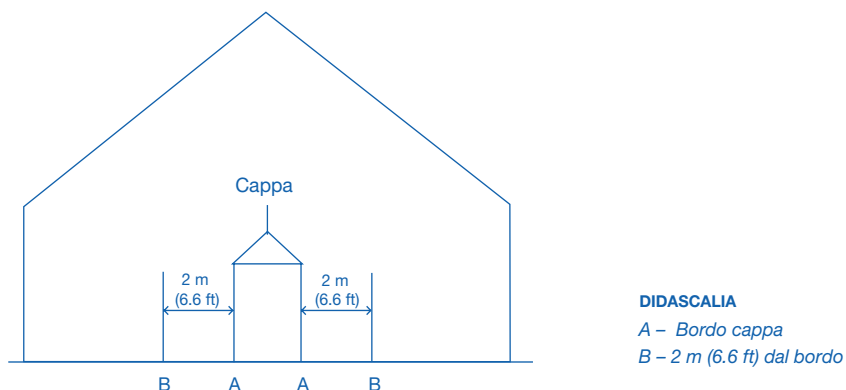 Cappa
2 m
(6.6 ft)
2 m
(6.6 ft)
B
A
A
B
DIDASCALIA
A – Bordo cappa
B – 2 m (6.6 ft) dal bordo